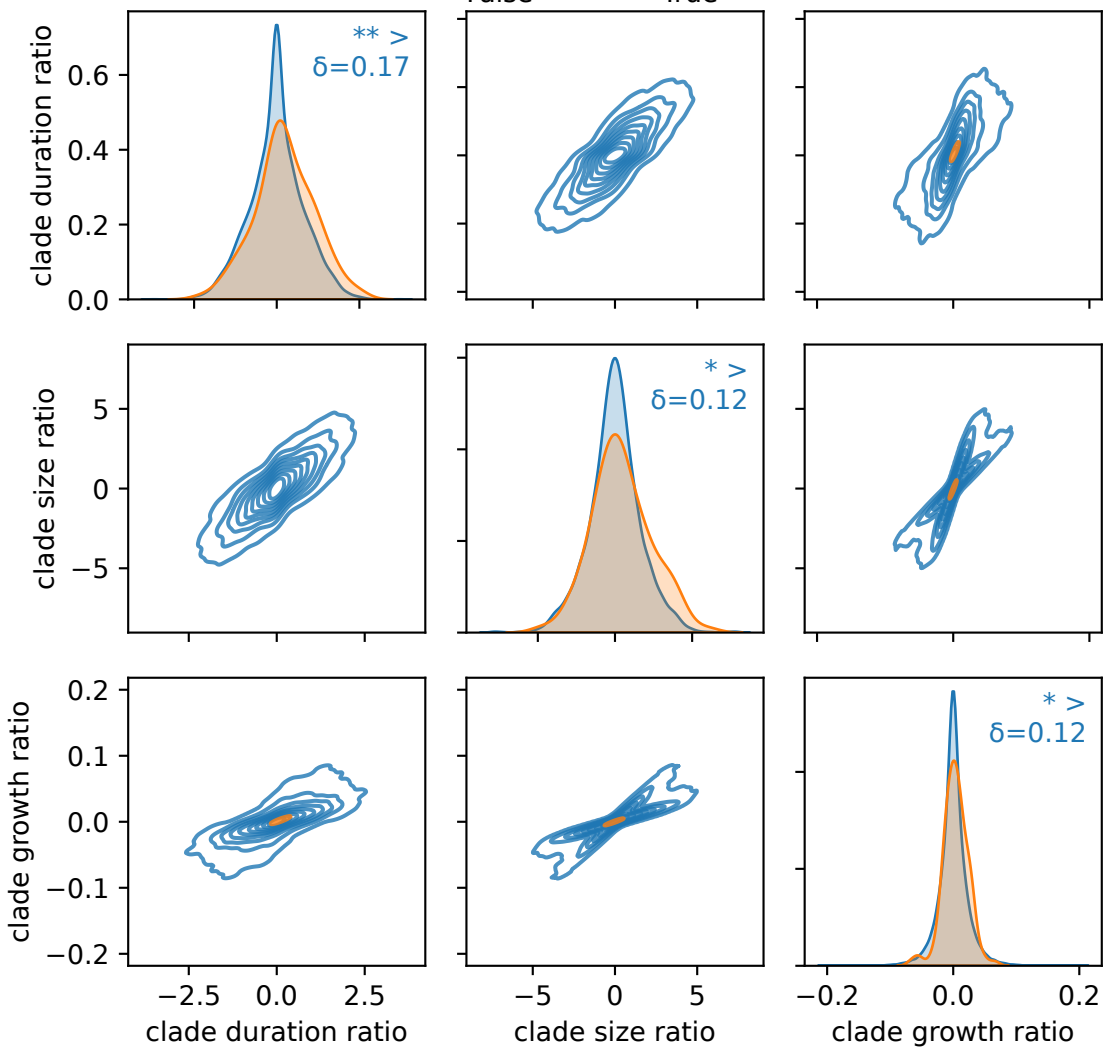 clade duration ratio
0.6
0.4
0.2
0.0
** >
δ=0.17
clade size ratio
5
0
−5
* >
δ=0.12
clade growth ratio
0.2
0.1
0.0
−0.1
−0.2
* >
δ=0.12
−2.5 0.0 2.5
−5 0 5
−0.2 0.0 0.2
clade duration ratio
clade size ratio
clade growth ratio